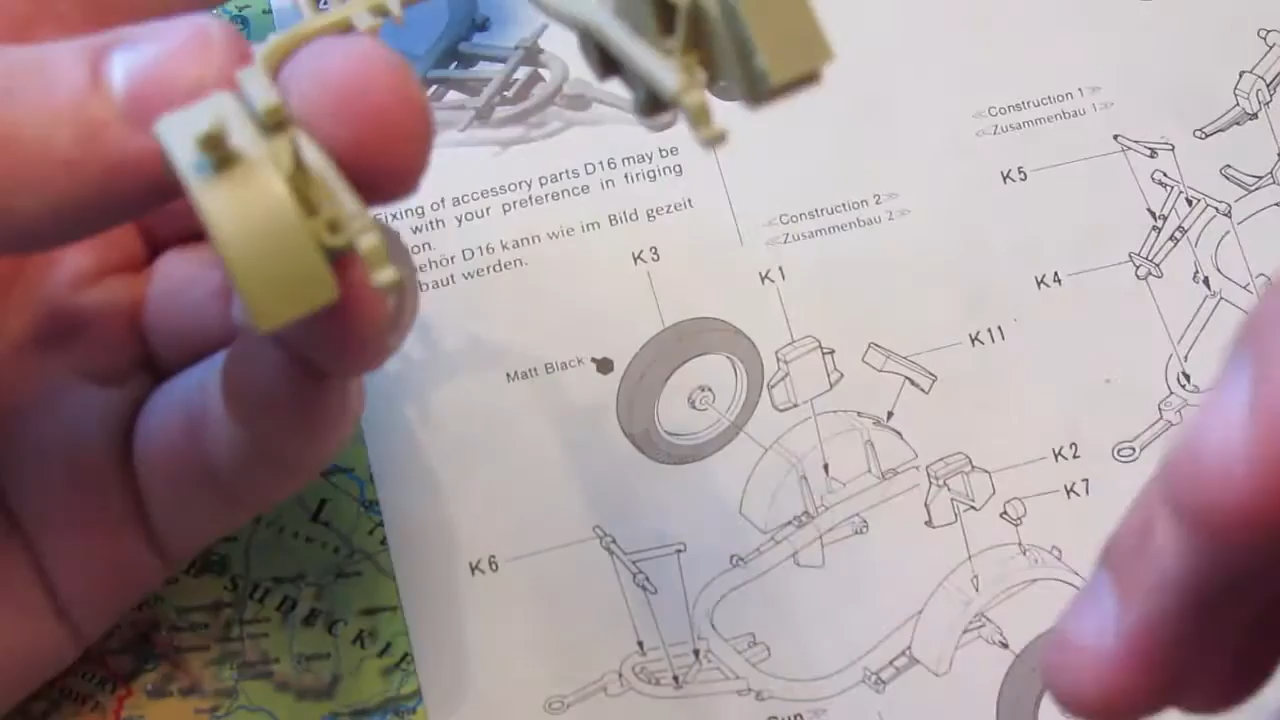 Fixing of accessory parts D16 may be
with your preference in firiging
on.
ehör D16 kann wie im Bild gezeit
baut werden.
<<Construction 1>>
<<Zusammenbau 1>>
K5
K4
<<Construction 2>>
<<Zusammenbau 2>>
K3
K1
K11
Matt Black
K2
K7
K6
Gun>>
L
SUDECKIE